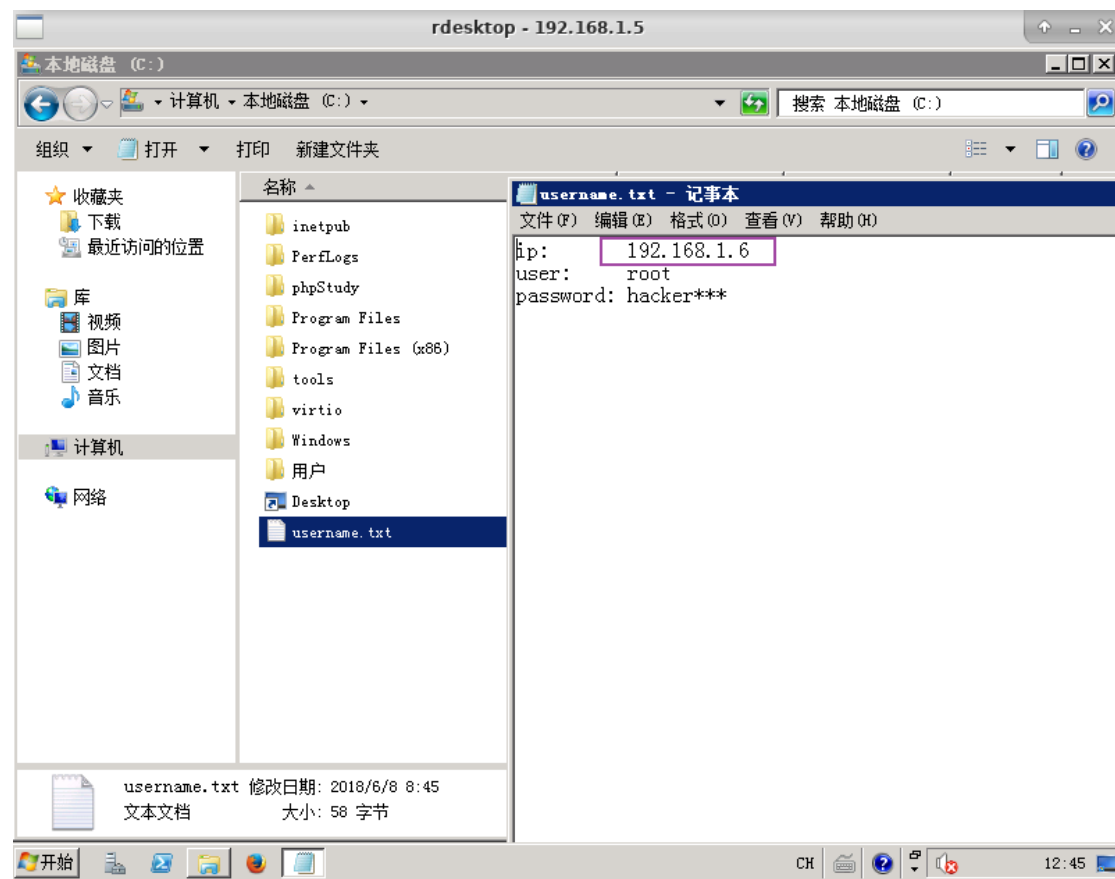 rdesktop - 192.168.1.5
本地磁盘 (C:)
计算机 本地磁盘 (C:)
搜索 本地磁盘 (C:)
组织 打开 打印 新建文件夹
收藏夹
下载
最近访问的位置
库
视频
图片
文档
音乐
计算机
网络
名称
inetpub
PerfLogs
phpStudy
Program Files
Program Files (x86)
tools
virtio
Windows
用户
Desktop
username.txt
username.txt - 记事本
文件(F) 编辑(E) 格式(O) 查看(V) 帮助(H)
ip: 192.168.1.6
user: root
password: hacker***
username.txt 修改日期: 2018/6/8 8:45
文本文档 大小: 58 字节
开始 CH 12:45